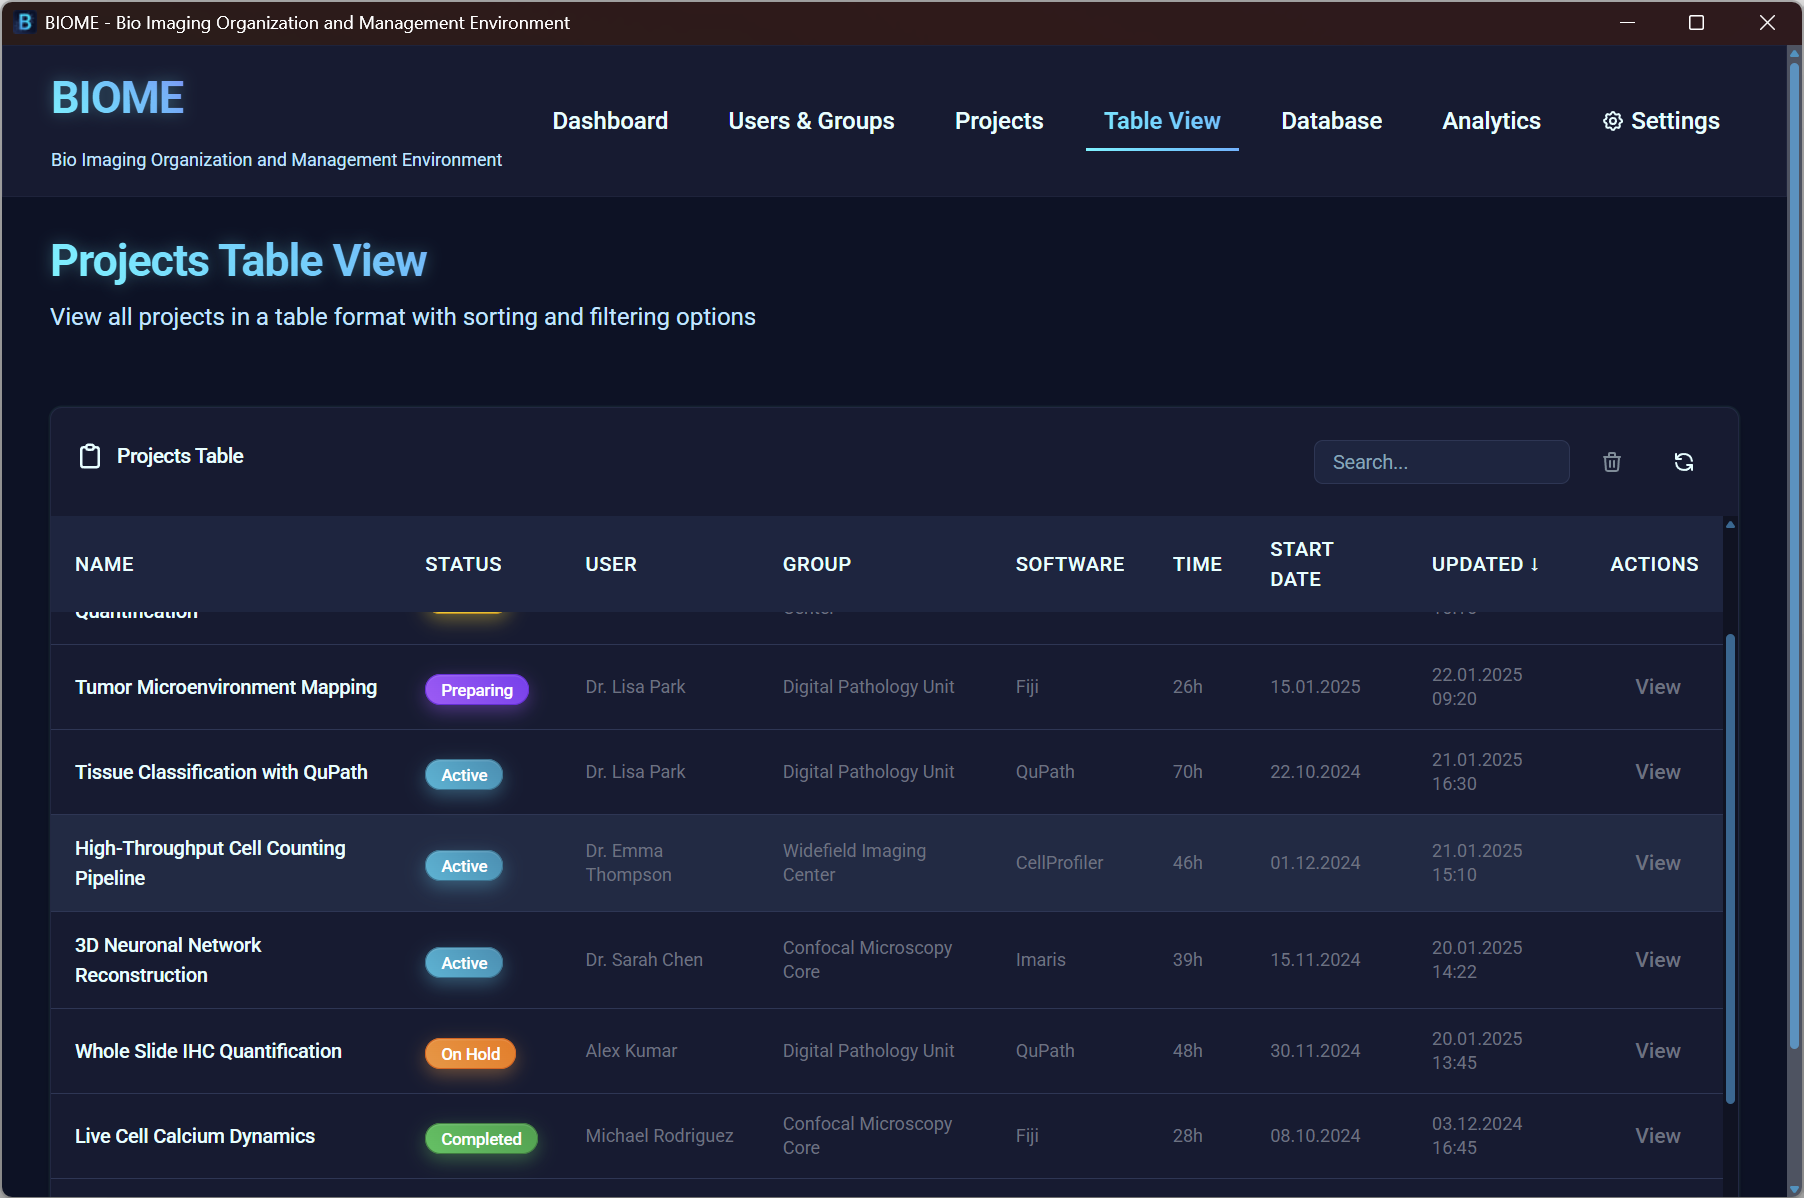 BIOME - Bio Imaging Organization and Management Environment
BIOME
Bio Imaging Organization and Management Environment
Dashboard
Users & Groups
Projects
Table View
Database
Analytics
Settings
Projects Table View
View all projects in a table format with sorting and filtering options
Projects Table
Search...
NAME STATUS USER GROUP SOFTWARE TIME START DATE UPDATED ↓ ACTIONS
Quantification
Tumor Microenvironment Mapping
Preparing
Dr. Lisa Park
Digital Pathology Unit
Fiji
26h
15.01.2025
22.01.2025
09:20
View
Tissue Classification with QuPath
Active
Dr. Lisa Park
Digital Pathology Unit
QuPath
70h
22.10.2024
21.01.2025
16:30
View
High-Throughput Cell Counting
Pipeline
Active
Dr. Emma
Thompson
Widefield Imaging
Center
CellProfiler
46h
01.12.2024
21.01.2025
15:10
View
3D Neuronal Network
Reconstruction
Active
Dr. Sarah Chen
Confocal Microscopy
Core
Imaris
39h
15.11.2024
20.01.2025
14:22
View
Whole Slide IHC Quantification
On Hold
Alex Kumar
Digital Pathology Unit
QuPath
48h
30.11.2024
20.01.2025
13:45
View
Live Cell Calcium Dynamics
Completed
Michael Rodriguez
Confocal Microscopy
Core
Fiji
28h
08.10.2024
03.12.2024
16:45
View